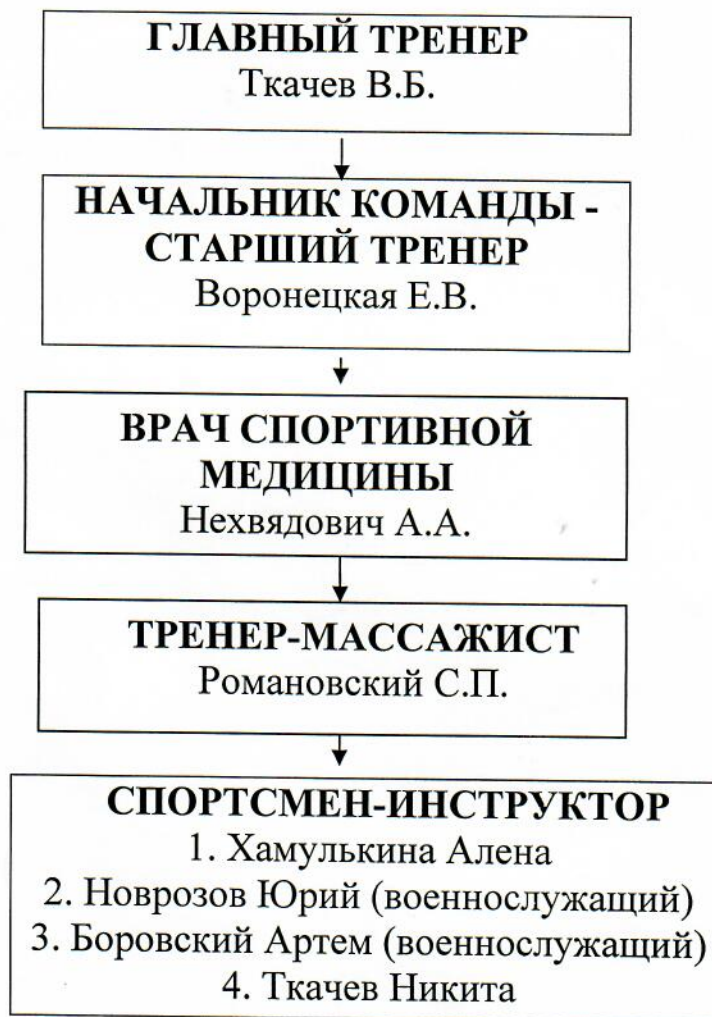 ГЛАВНЫЙ ТРЕНЕР
Ткачев В.Б.
НАЧАЛЬНИК КОМАНДЫ -
СТАРШИЙ ТРЕНЕР
Воронецкая Е.В.
ВРАЧ СПОРТИВНОЙ
МЕДИЦИНЫ
Нехвядович А.А.
ТРЕНЕР-МАССАЖИСТ
Романовский С.П.
СПОРТСМЕН-ИНСТРУКТОР
1. Хамулькина Алена
2. Новрозов Юрий (военнослужащий)
3. Боровский Артем (военнослужащий)
4. Ткачев Никита